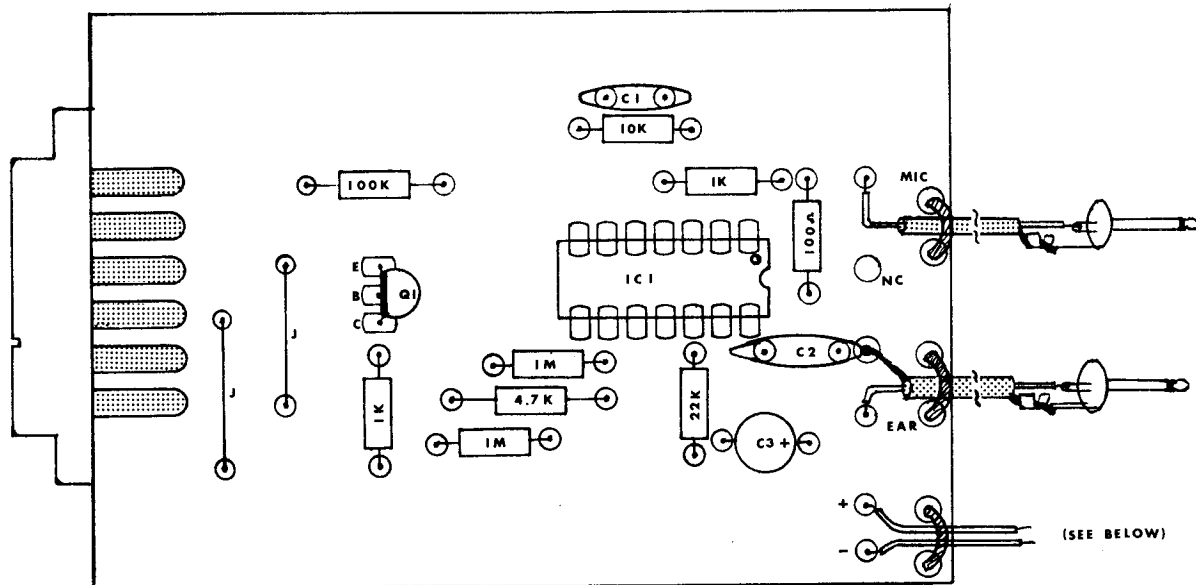 C1
10K
100K
1K
MIC
100Ω
E
B
Q1
C
IC1
NC
J
J
1M
C2
4.7K
1K
22K
1M
C3+
EAR
+
-
(SEE BELOW)